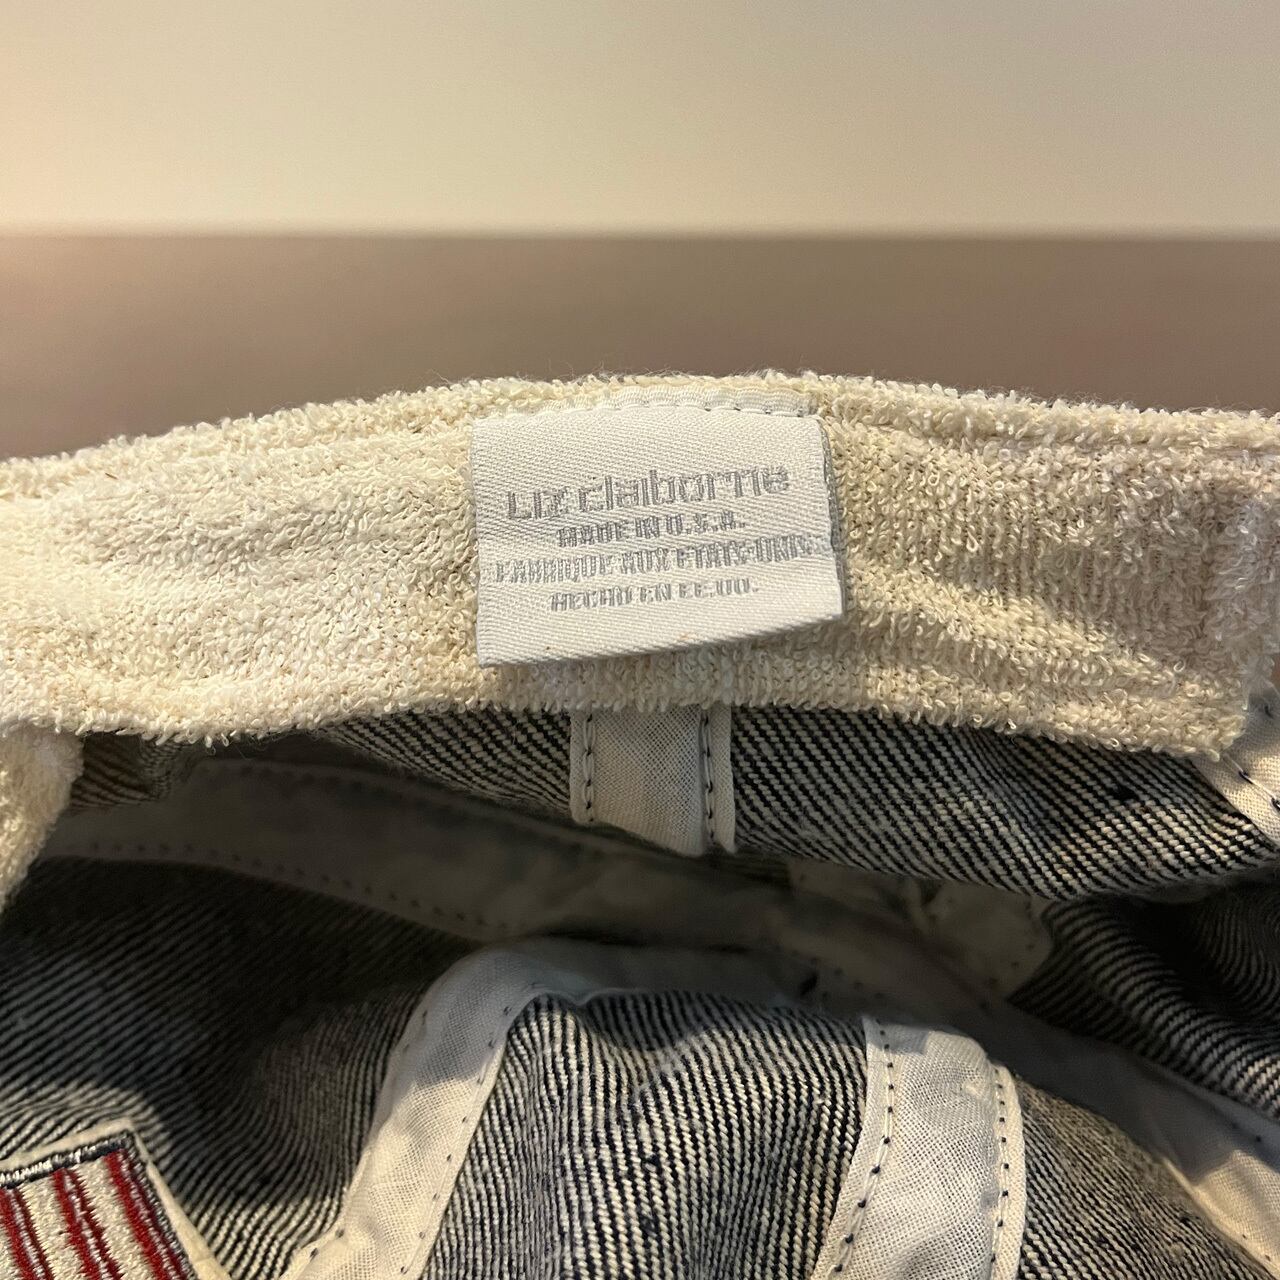 Liz claiborne
MADE IN U.S.A.
FABRIQUE AUX ETATS-UNIS
HECHO EN EE.UU.